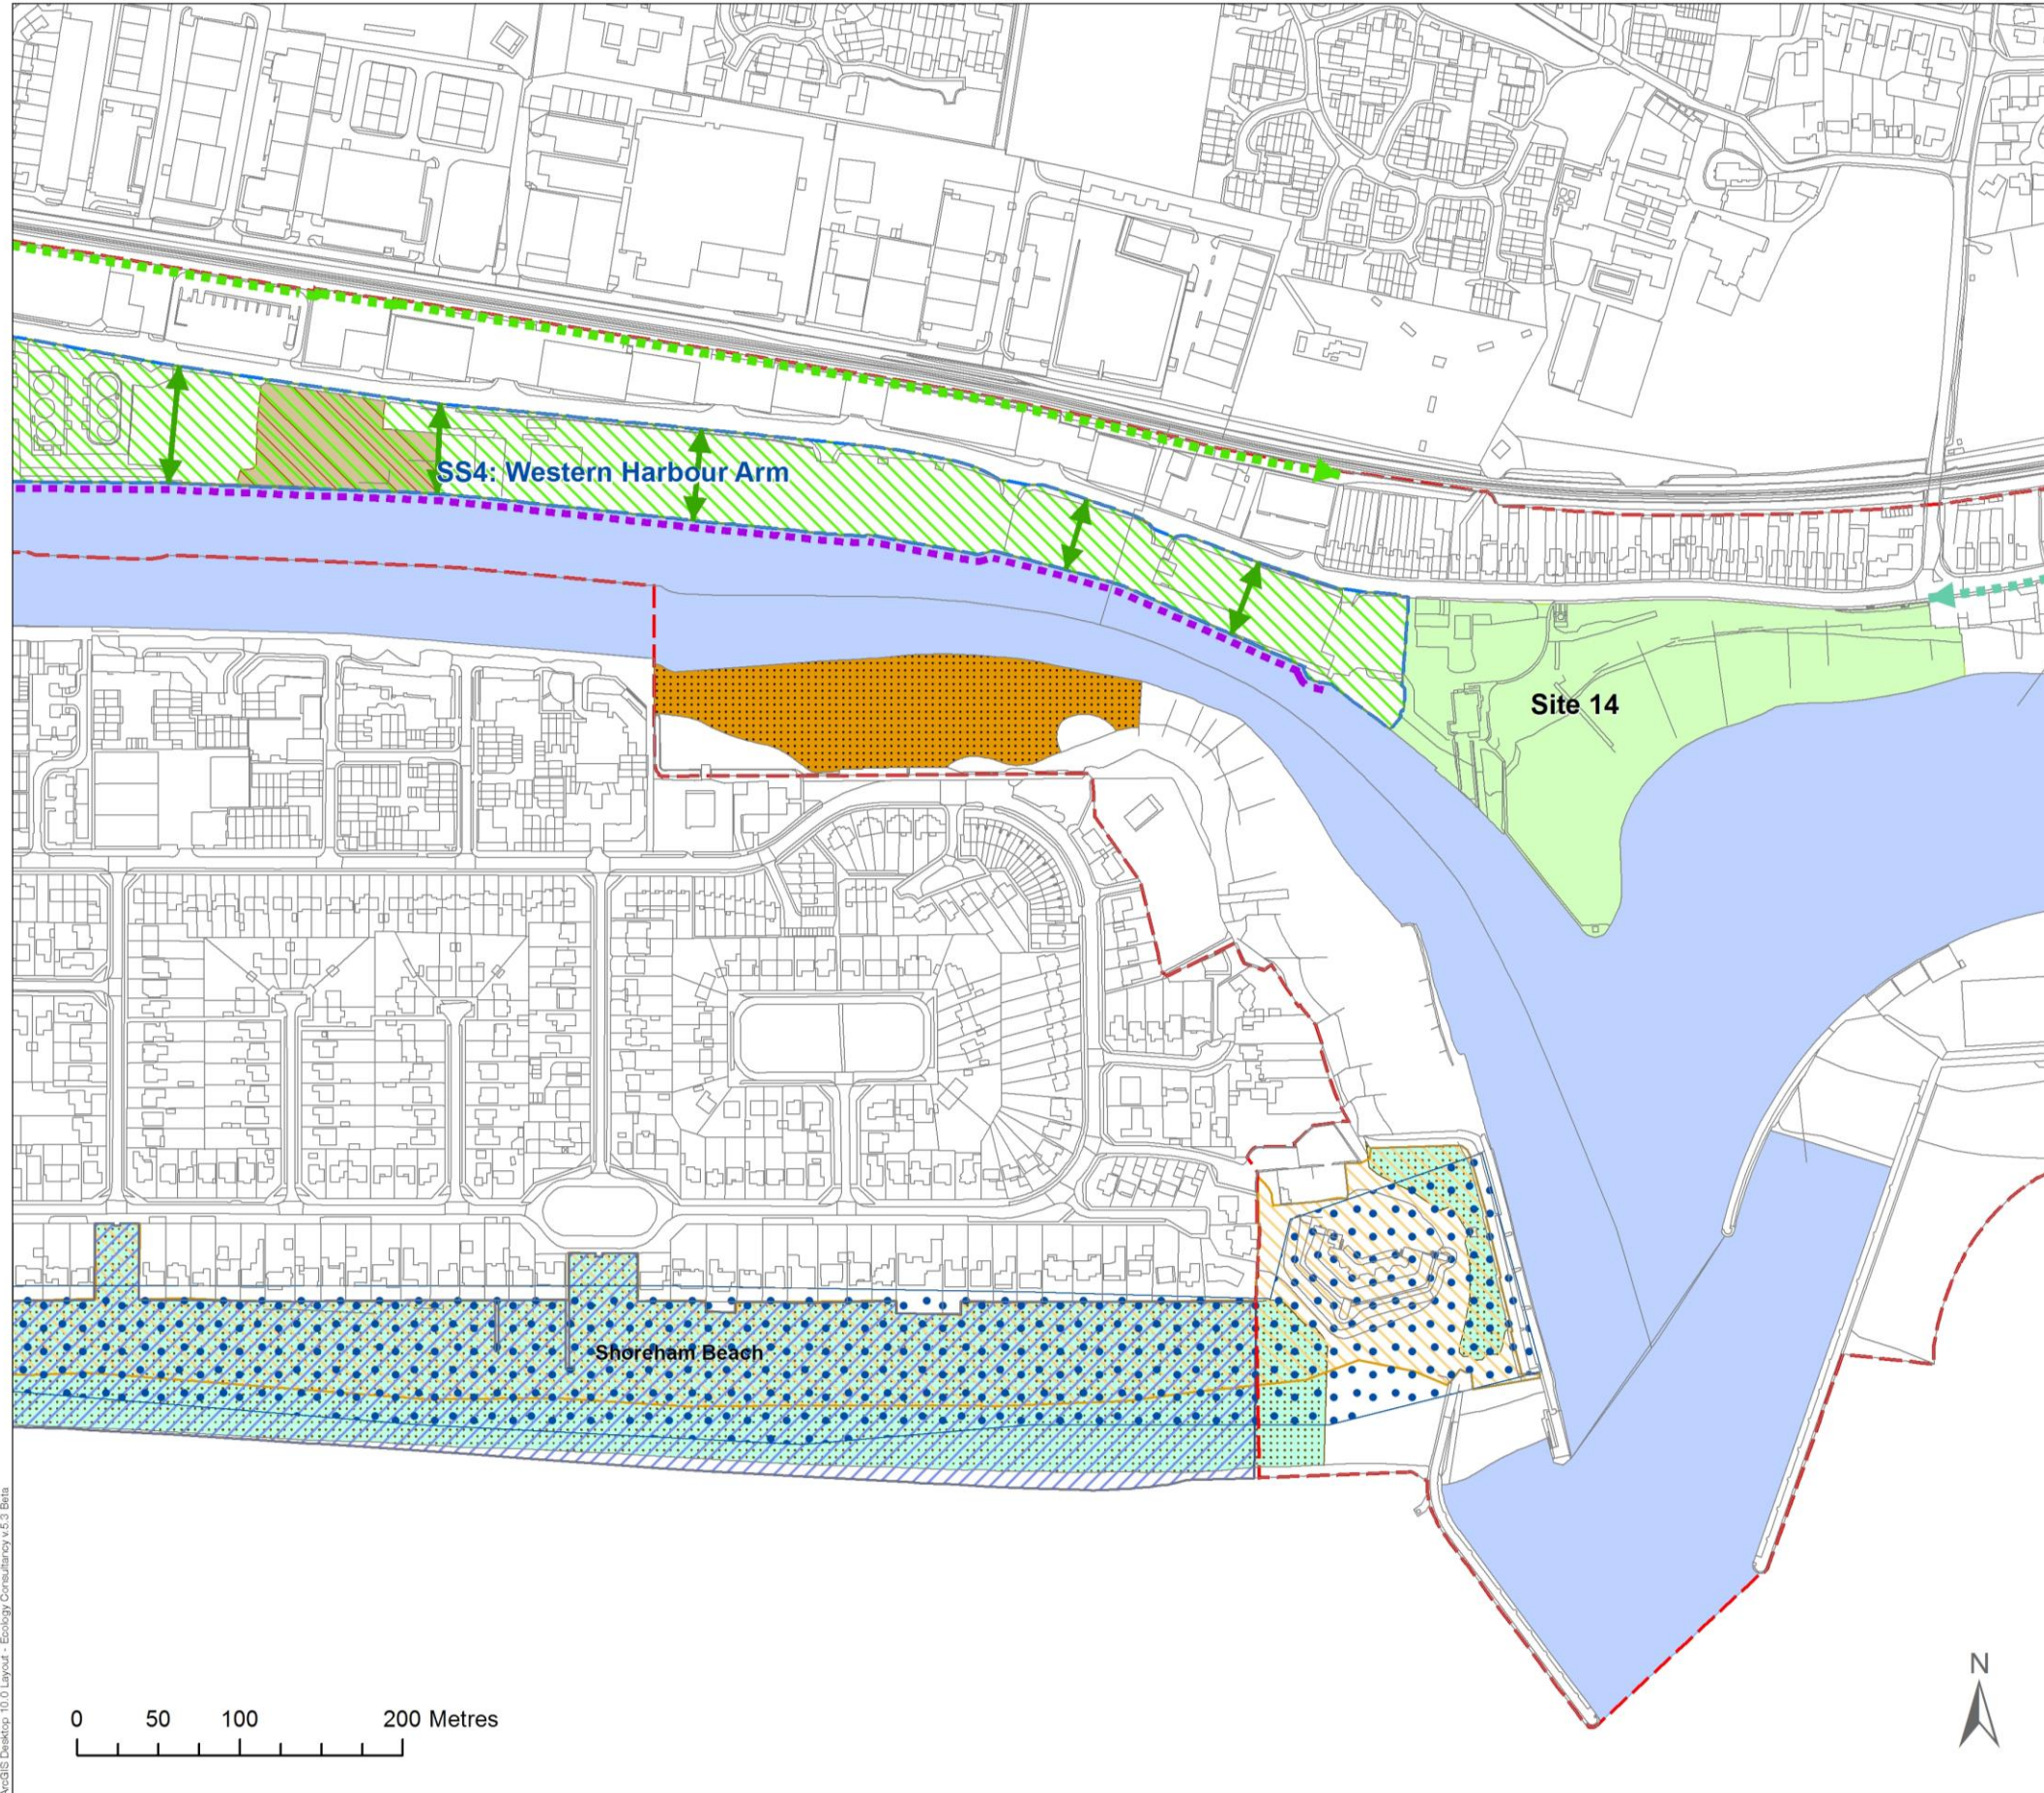 SS4: Western Harbour Arm
Site 14
Shoreham Beach
N
0 50 100 200 Metres
ArcGIS Desktop 10.0 Layout - Ecology Consultancy v.5.3 Beta